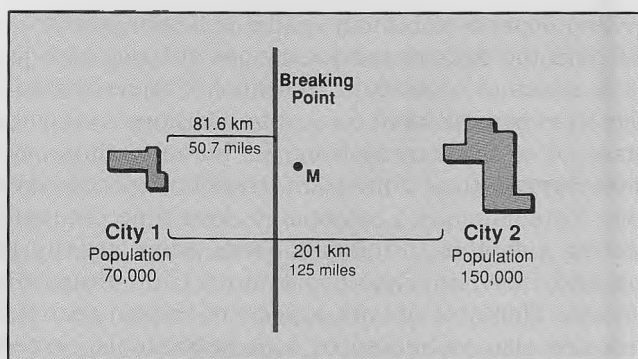 Breaking
Point
81.6 km
50.7 miles
M
City 1
Population
70,000
201 km
125 miles
City 2
Population
150,000